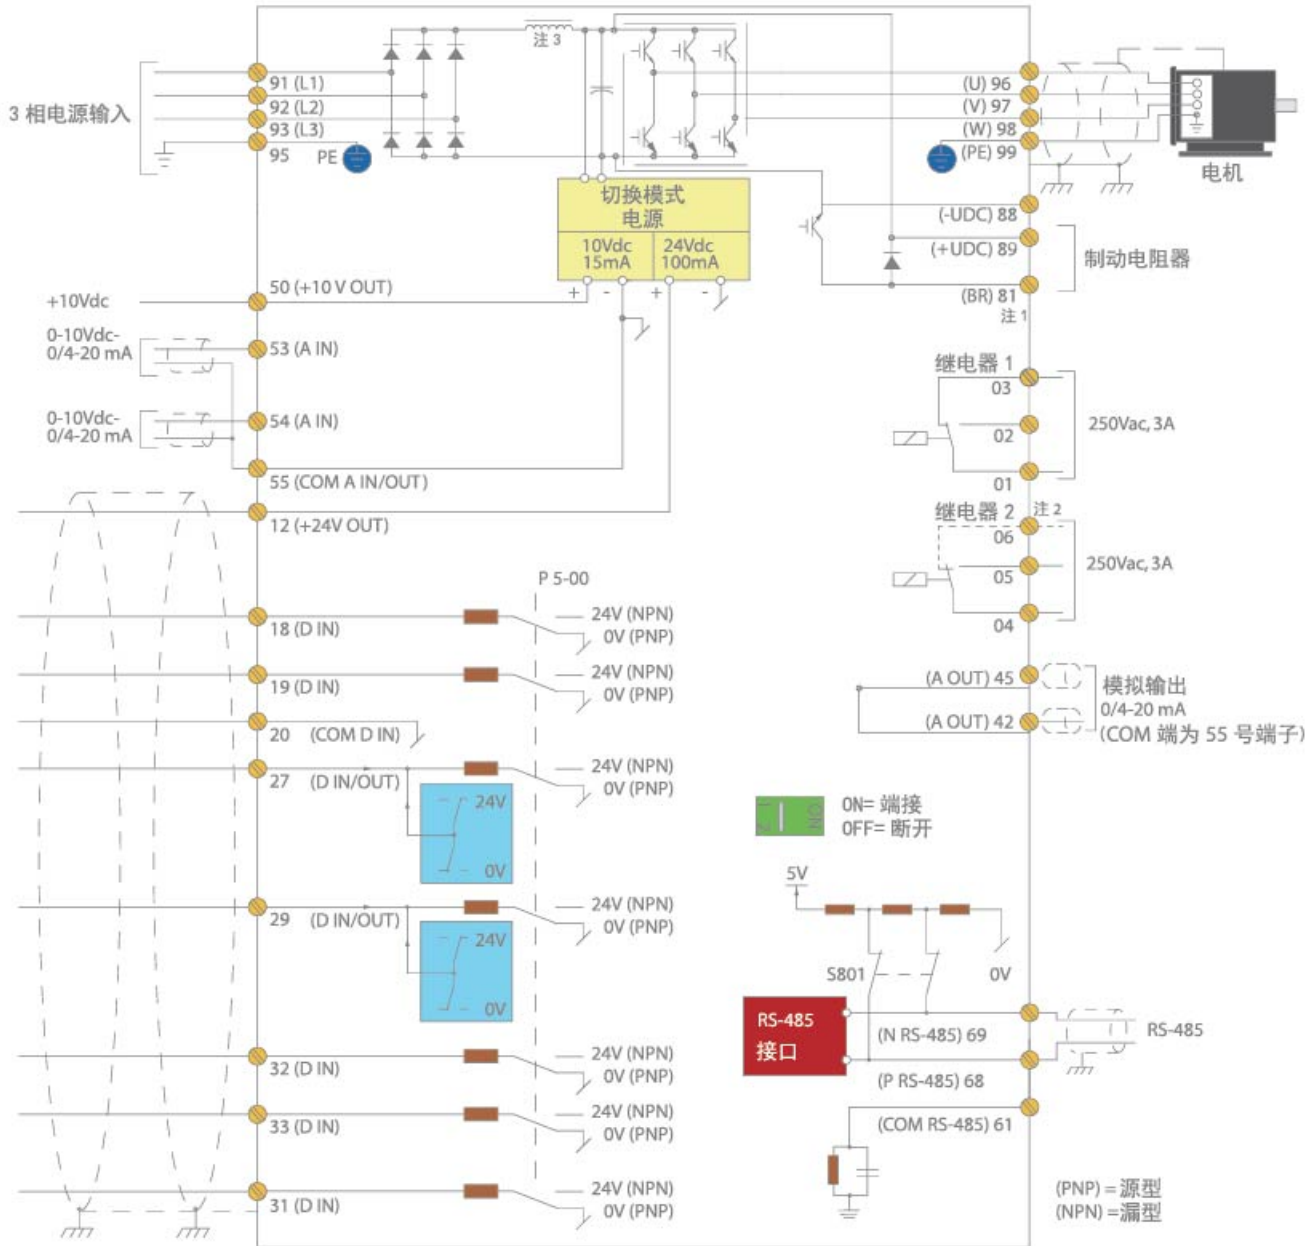 3 相电源输入
91 (L1)
92 (L2)
93 (L3)
95
PE
注 3
(U) 96
(V) 97
(W) 98
(PE) 99
电机
切换模式
电源
10Vdc
15mA
24Vdc
100mA
+
-
+
-
(-UDC) 88
(+UDC) 89
(BR) 81
注 1
制动电阻器
+10Vdc
50 (+10 V OUT)
0-10Vdc-
0/4-20 mA
53 (A IN)
0-10Vdc-
0/4-20 mA
54 (A IN)
55 (COM A IN/OUT)
12 (+24V OUT)
继电器 1
03
02
01
250Vac, 3A
继电器 2
注 2
06
05
04
250Vac, 3A
P 5-00
18 (D IN)
24V (NPN)
0V (PNP)
19 (D IN)
24V (NPN)
0V (PNP)
20 (COM D IN)
27 (D IN/OUT)
24V (NPN)
0V (PNP)
24V
0V
29 (D IN/OUT)
24V (NPN)
0V (PNP)
24V
0V
32 (D IN)
24V (NPN)
0V (PNP)
33 (D IN)
24V (NPN)
0V (PNP)
31 (D IN)
24V (NPN)
0V (PNP)
(A OUT) 45
(A OUT) 42
模拟输出
0/4-20 mA
(COM 端为 55 号端子)
1
2
ON
ON= 端接
OFF= 断开
5V
S801
0V
RS-485
接口
(N RS-485) 69
(P RS-485) 68
(COM RS-485) 61
RS-485
(PNP) = 源型
(NPN) = 漏型